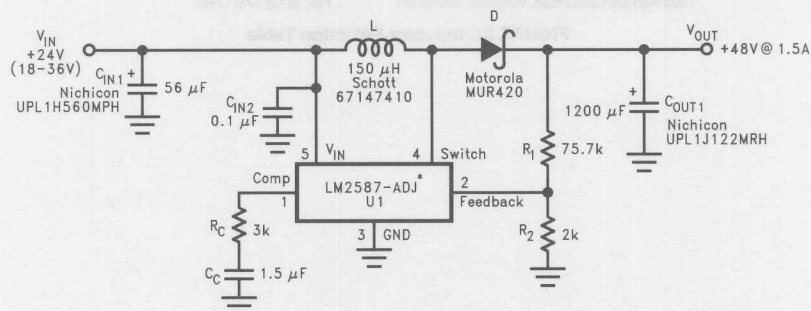 V_IN
+24V
(18-36V)
C_IN1 +
56 µF
Nichicon
UPL1H560MPH
C_IN2
0.1 µF
L
150 µH
Schott
67147410
D
Motorola
MUR420
V_OUT
+48V @ 1.5A
1200 µF
+
C_OUT1
Nichicon
UPL1J122MRH
R_1
75.7k
R_2
2k
5
V_IN
4
Switch
Comp
1
LM2587-ADJ*
U1
2
Feedback
3
GND
R_C
3k
C_C
1.5 µF